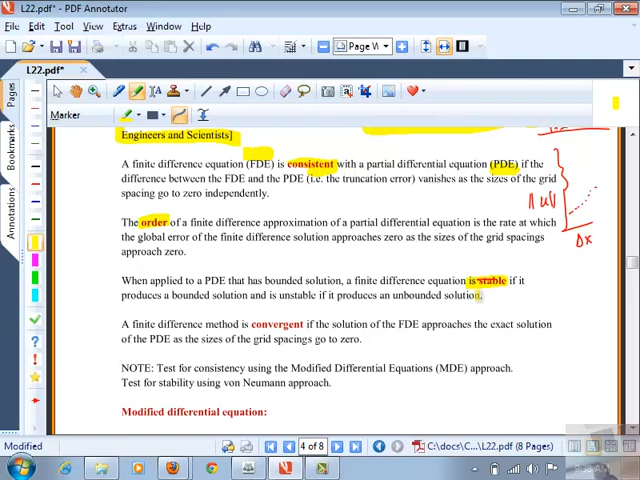 L22.pdf* - PDF Annotator
File Edit Tool View Extras Window Help
Page W
L22.pdf*
Marker
Pages
Annotations
Engineers and Scientists]
A finite difference equation (FDE) is consistent with a partial differential equation (PDE) if the
difference between the FDE and the PDE (i.e. the truncation error) vanishes as the sizes of the grid
spacing go to zero independently.
The order of a finite difference approximation of a partial differential equation is the rate at which
the global error of the finite difference solution approaches zero as the sizes of the grid spacings
approach zero.
When applied to a PDE that has bounded solution, a finite difference equation is stable if it
produces a bounded solution and is unstable if it produces an unbounded solution.
A finite difference method is convergent if the solution of the FDE approaches the exact solution
of the PDE as the sizes of the grid spacings go to zero.
NOTE: Test for consistency using the Modified Differential Equations (MDE) approach.
Test for stability using von Neumann approach.
Modified differential equation:
Δx
Modified
4 of 8
C:\docs\C...\L22.pdf (8 Pages)